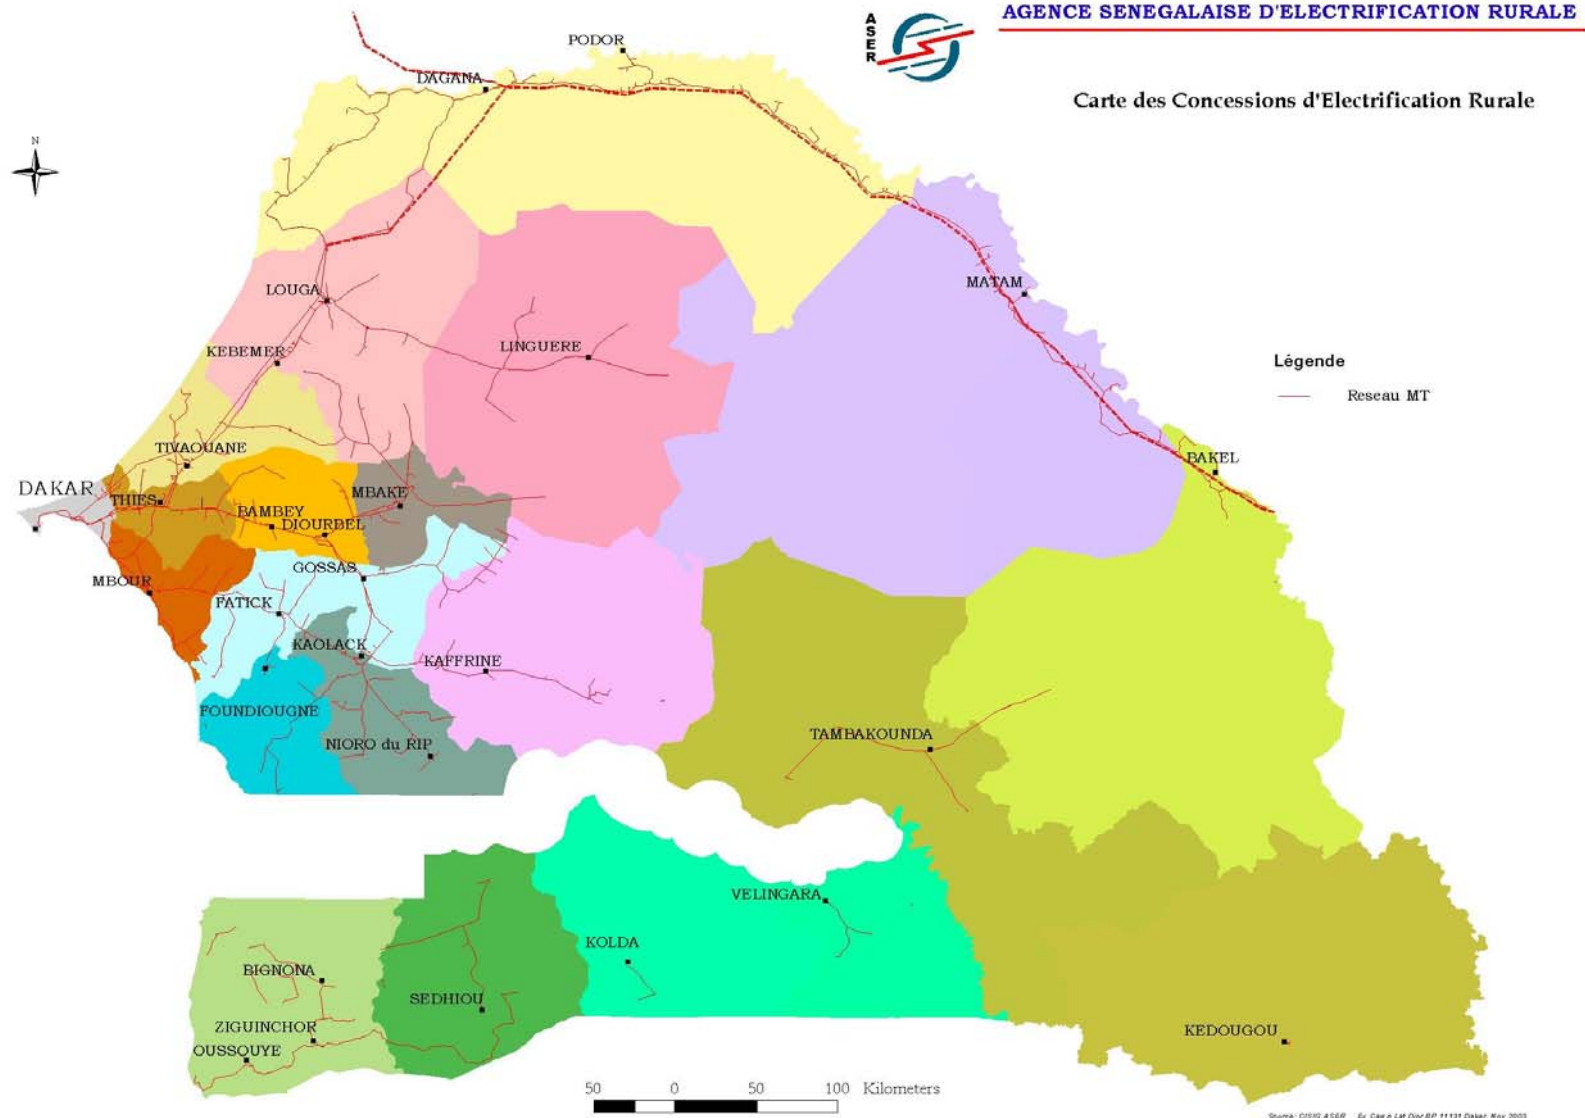 ASER
AGENCE SENEGALAISE D'ELECTRIFICATION RURALE
Carte des Concessions d'Electrification Rurale
N
PODOR
DAGANA
MATAM
LOUGA
LINGUERE
KEBEMER
Légende
Reseau MT
TIVAOUANE
BAKEL
DAKAR
THIES
MBAKE
BAMBEY
DIOURBEL
GOSSAS
MBOUR
FATICK
KAOLACK
KAFFRINE
FOUNDIOUGNE
NIORO du RIP
TAMBAKOUNDA
VELINGARA
KOLDA
BIGNONA
SEDHIOU
ZIGUINCHOR
OUSSOUYE
KEDOUGOU
50 0 50 100 Kilometers